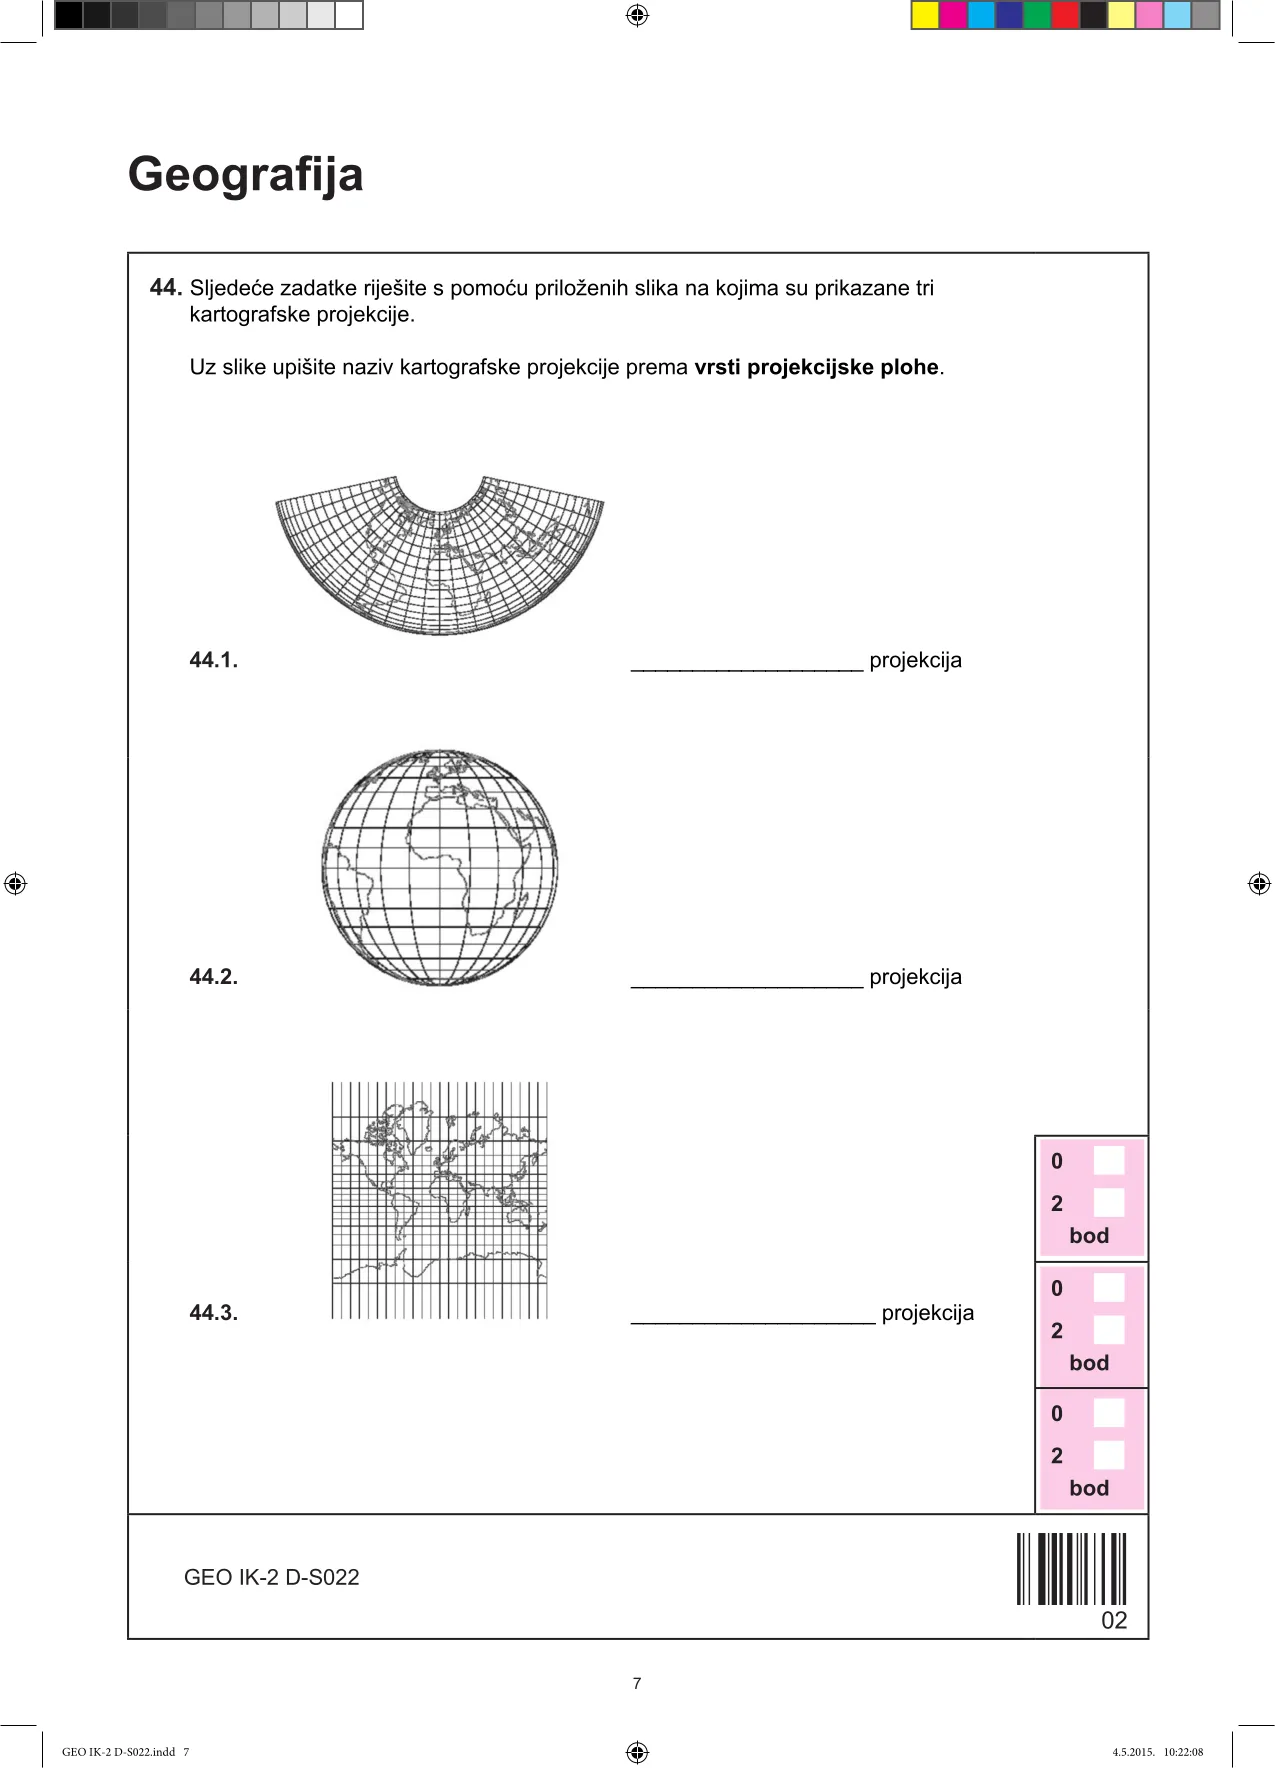 Geografija
44. Sljedeće zadatke riješite s pomoću priloženih slika na kojima su prikazane tri
kartografske projekcije.
Uz slike upišite naziv kartografske projekcije prema vrsti projekcijske plohe.
44.1. ___________________ projekcija
44.2. ___________________ projekcija
44.3. ____________________ projekcija
0
2
bod
0
2
bod
0
2
bod
GEO IK-2 D-S022
02
7
GEO IK-2 D-S022.indd 7
4.5.2015. 10:22:08